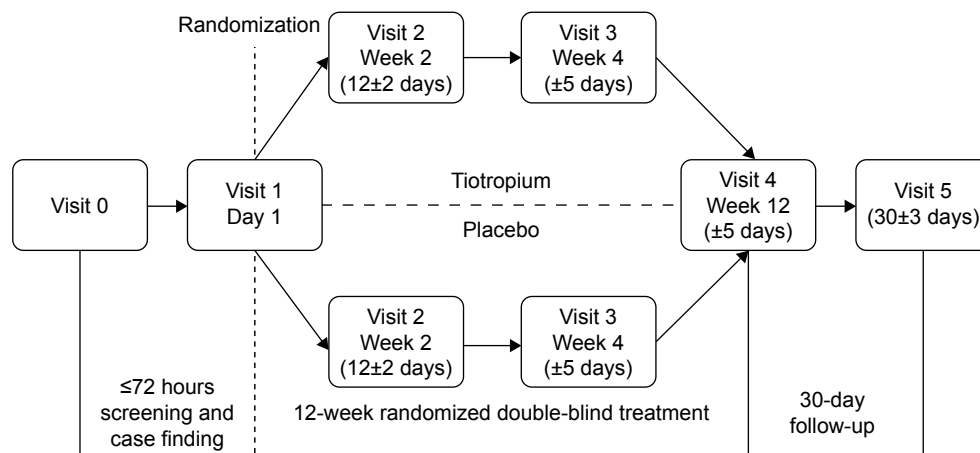 Randomization
Visit 2
Week 2
(12±2 days)
Visit 3
Week 4
(±5 days)
Visit 0
Visit 1
Day 1
Tiotropium
Placebo
Visit 4
Week 12
(±5 days)
Visit 5
(30±3 days)
Visit 2
Week 2
(12±2 days)
Visit 3
Week 4
(±5 days)
≤72 hours
screening and
case finding
12-week randomized double-blind treatment
30-day
follow-up